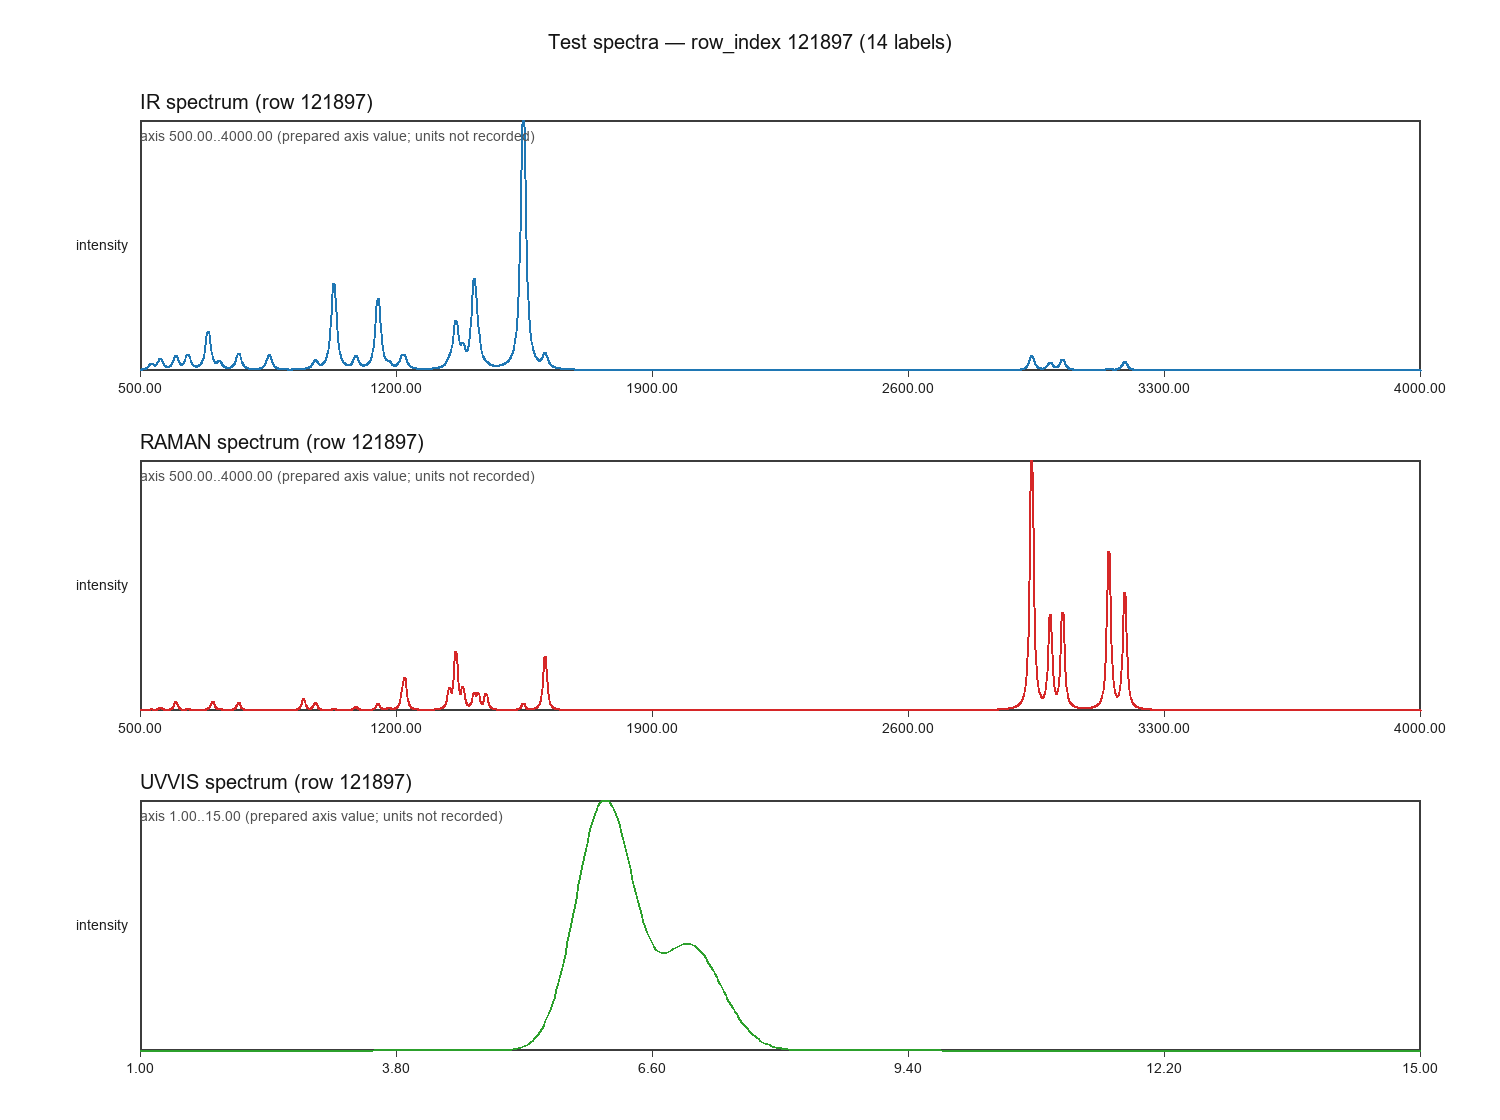 Test spectra — row_index 121897 (14 labels)
IR spectrum (row 121897)
axis 500.00..4000.00 (prepared axis value; units not recorded)
intensity
500.00 1200.00 1900.00 2600.00 3300.00 4000.00
RAMAN spectrum (row 121897)
axis 500.00..4000.00 (prepared axis value; units not recorded)
intensity
500.00 1200.00 1900.00 2600.00 3300.00 4000.00
UVVIS spectrum (row 121897)
axis 1.00..15.00 (prepared axis value; units not recorded)
intensity
1.00 3.80 6.60 9.40 12.20 15.00